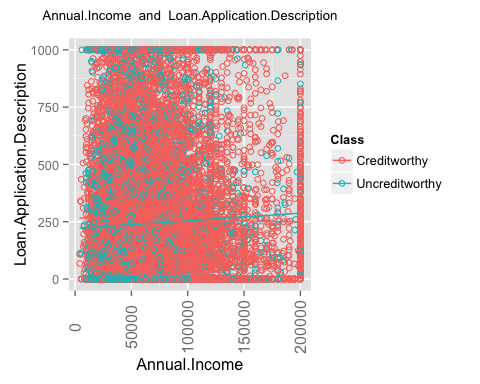 Annual.Income and Loan.Application.Description
Loan.Application.Description
1000
750
500
250
0
0
50000
100000
150000
200000
Annual.Income
Class
Creditworthy
Uncreditworthy